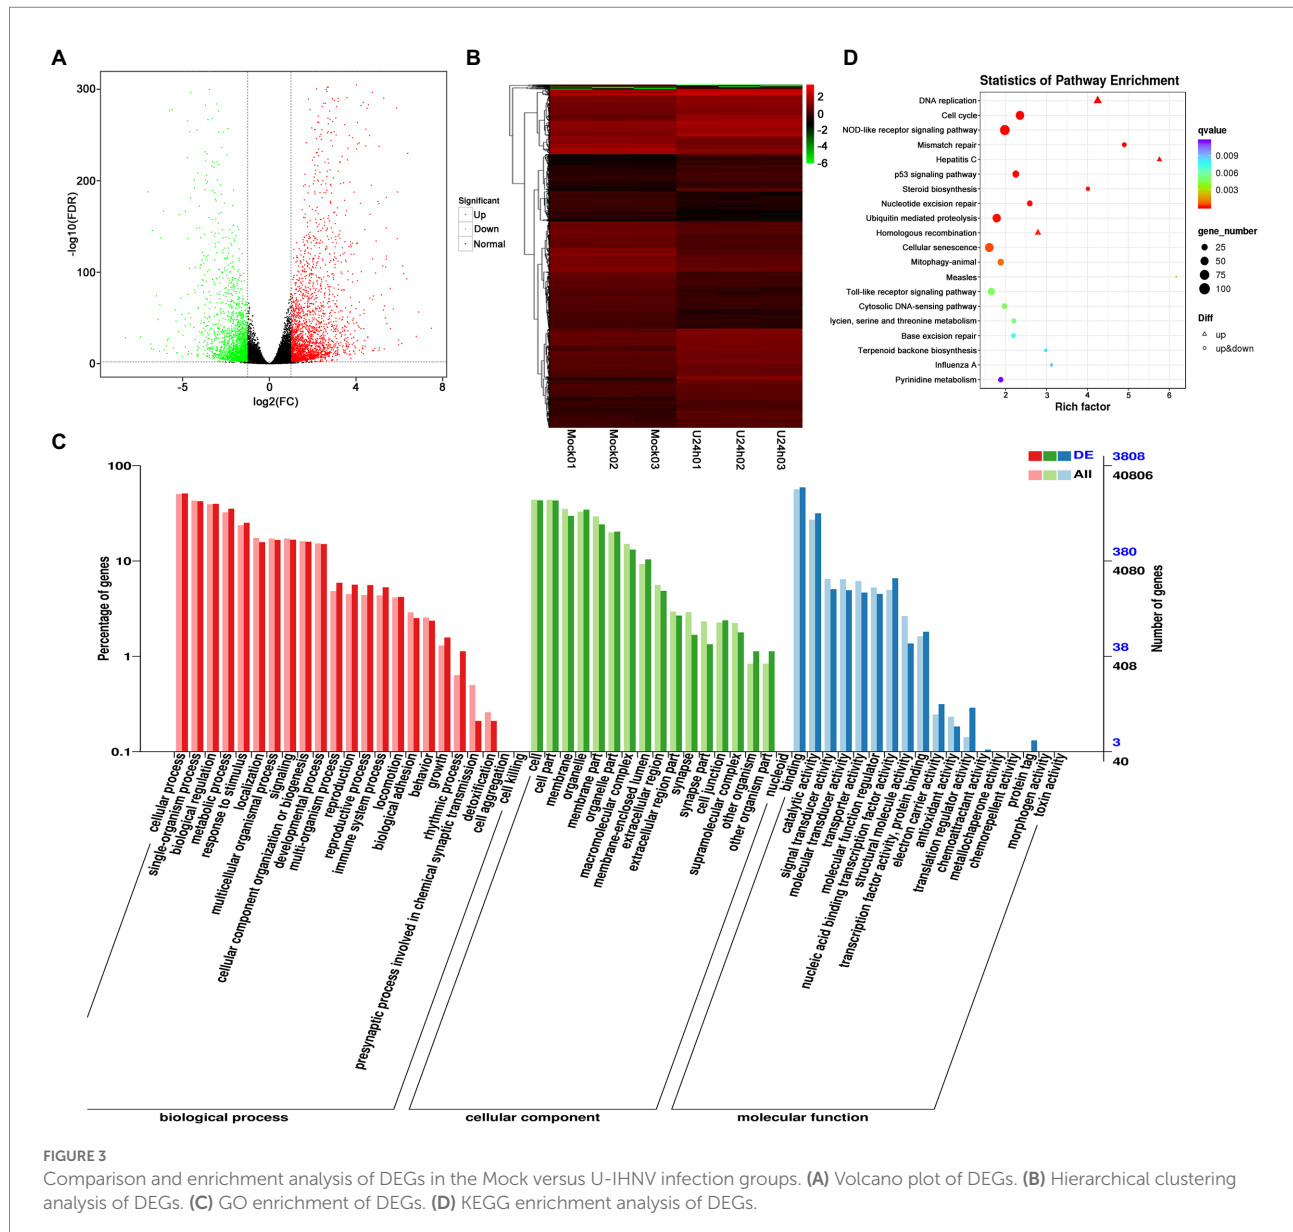 A
300
200
100
0
-5
0
4
8
-log10(FDR)
log2(FC)
Significant
Up
Down
Normal
B
2
0
-2
-4
-6
Mock01
Mock02
Mock03
U24h01
U24h02
U24h03
D
Statistics of Pathway Enrichment
DNA replication
Cell cycle
NOD-like receptor signaling pathway
Mismatch repair
Hepatitis C
p53 signaling pathway
Steroid biosynthesis
Nucleotide excision repair
Ubiquitin mediated proteolysis
Homologous recombination
Cellular senescence
Mitophagy-animal
Measles
Toll-like receptor signaling pathway
Cytosolic DNA-sensing pathway
lycien, serine and threonine metabolism
Base excision repair
Terpenoid backbone biosynthesis
Influenza A
Pyrinidine metabolism
2
3
4
5
6
Rich factor
qvalue
0.009
0.006
0.003
gene_number
25
50
75
100
Diff
up
up&down
C
100
10
1
0.1
Percentage of genes
DE
All
3808
40806
380
4080
38
408
3
40
Number of genes
cellular process
single-organism process
biological regulation
metabolic process
response to stimulus
localization
multicellular organismal process
signaling
cellular component organization or biogenesis
developmental process
multi-organism process
reproduction
reproductive process
immune system process
locomotion
biological adhesion
behavior
growth
rhythmic process
presynaptic process involved in chemical synaptic transmission
detoxification
cell aggregation
cell killing
cell
cell part
membrane
organelle
membrane part
organelle part
macromolecular complex
membrane-enclosed lumen
extracellular region
extracellular region part
synapse
synapse part
cell junction
supramolecular complex
other organism
other organism part
nucleoid
binding
catalytic activity
signal transducer activity
molecular transducer activity
transporter activity
molecular function regulator
nucleic acid binding transcription factor activity
structural molecule activity
transcription factor activity, protein binding
electron carrier activity
antioxidant activity
translation regulator activity
chemoattractant activity
metallochaperone activity
chemorepellent activity
protein tag
morphogen activity
toxin activity
biological process
cellular component
molecular function
FIGURE 3
Comparison and enrichment analysis of DEGs in the Mock versus U-IHNV infection groups. (A) Volcano plot of DEGs. (B) Hierarchical clustering
analysis of DEGs. (C) GO enrichment of DEGs. (D) KEGG enrichment analysis of DEGs.